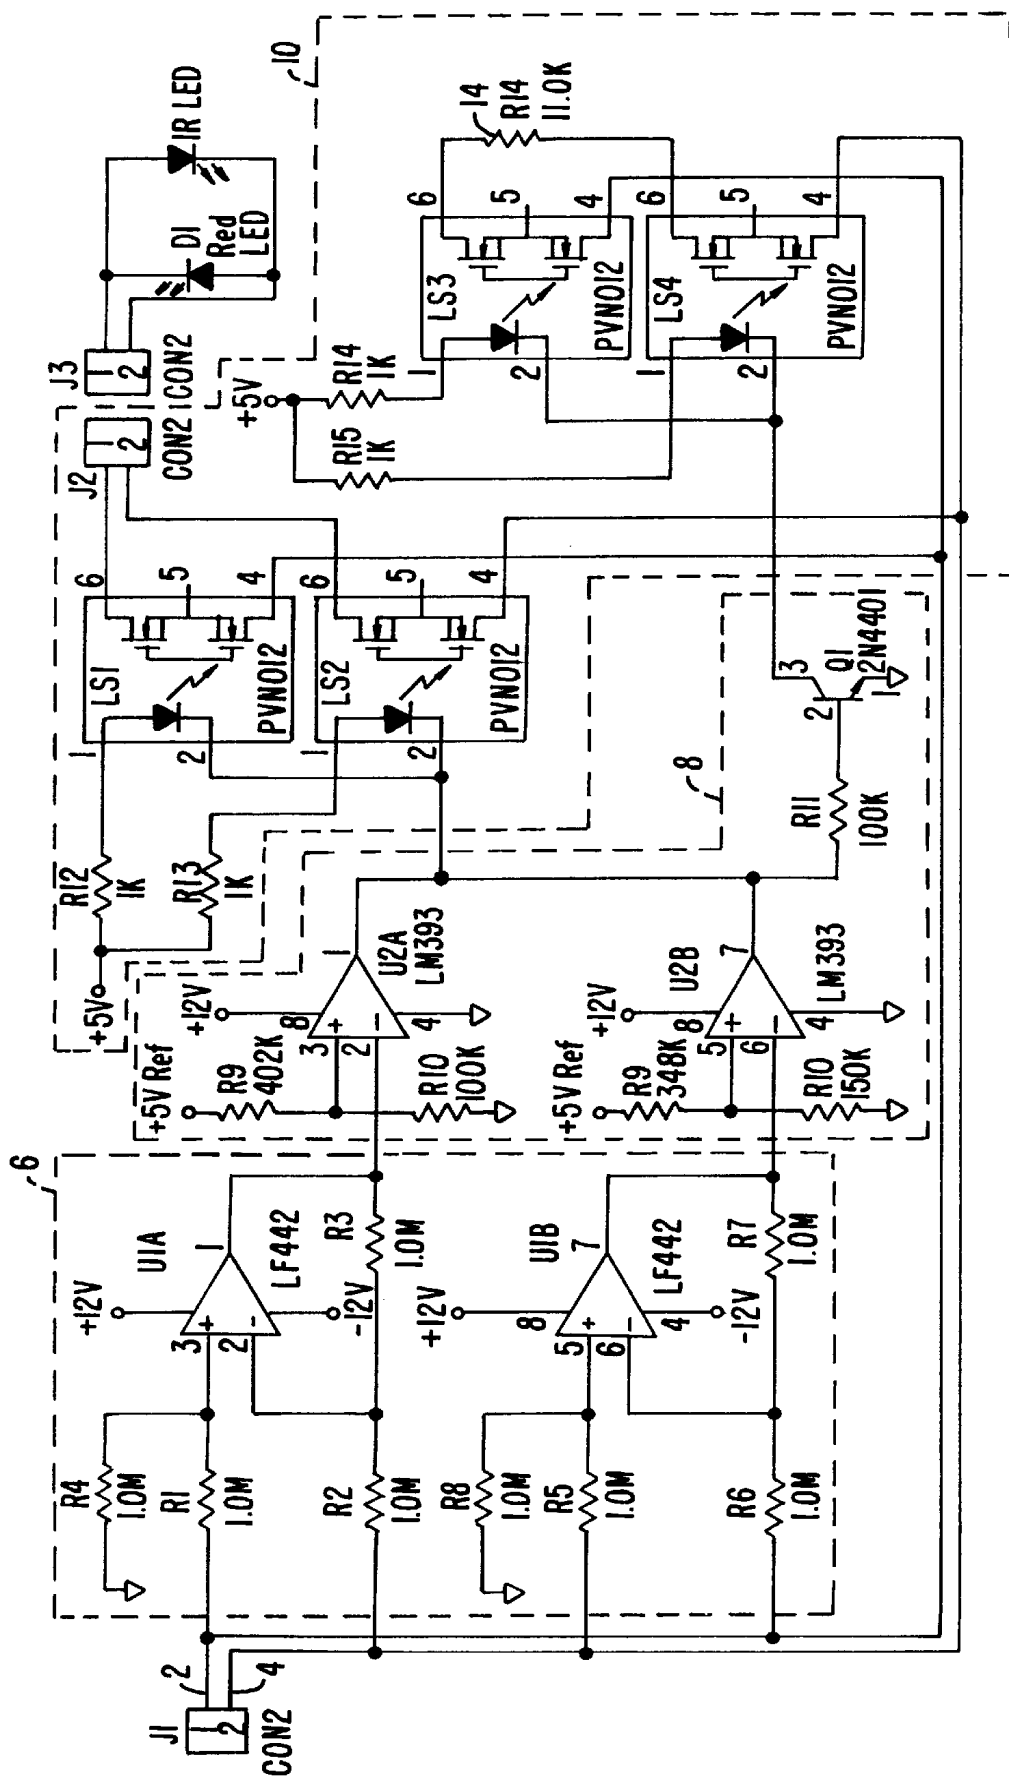 10
IR LED
D1
Red
LED
J3
1
2
CON2
J2
1
2
CON2
14
R14
11.0K
+5V
R14
1K
R15
1K
LS3
1
2
6
5
4
PVN012
LS4
1
2
6
5
4
PVN012
LS1
1
2
6
5
4
PVN012
LS2
1
2
6
5
4
PVN012
+5V
R12
1K
R13
1K
8
R11
100K
Q1
2N4401
3
2
1
+5V Ref
R9
402K
R10
100K
+12V
8
3
2
4
1
+
-
U2A
LM393
+5V Ref
R9
348K
R10
150K
+12V
8
5
6
4
7
+
-
U2B
LM393
6
+12V
U1A
1
3
2
+
-
LF442
-12V
R3
1.0M
R4
1.0M
R1
1.0M
R2
1.0M
+12V
8
U1B
7
5
6
4
+
-
LF442
-12V
R7
1.0M
R8
1.0M
R5
1.0M
R6
1.0M
J1
1
2
CON2
2
4